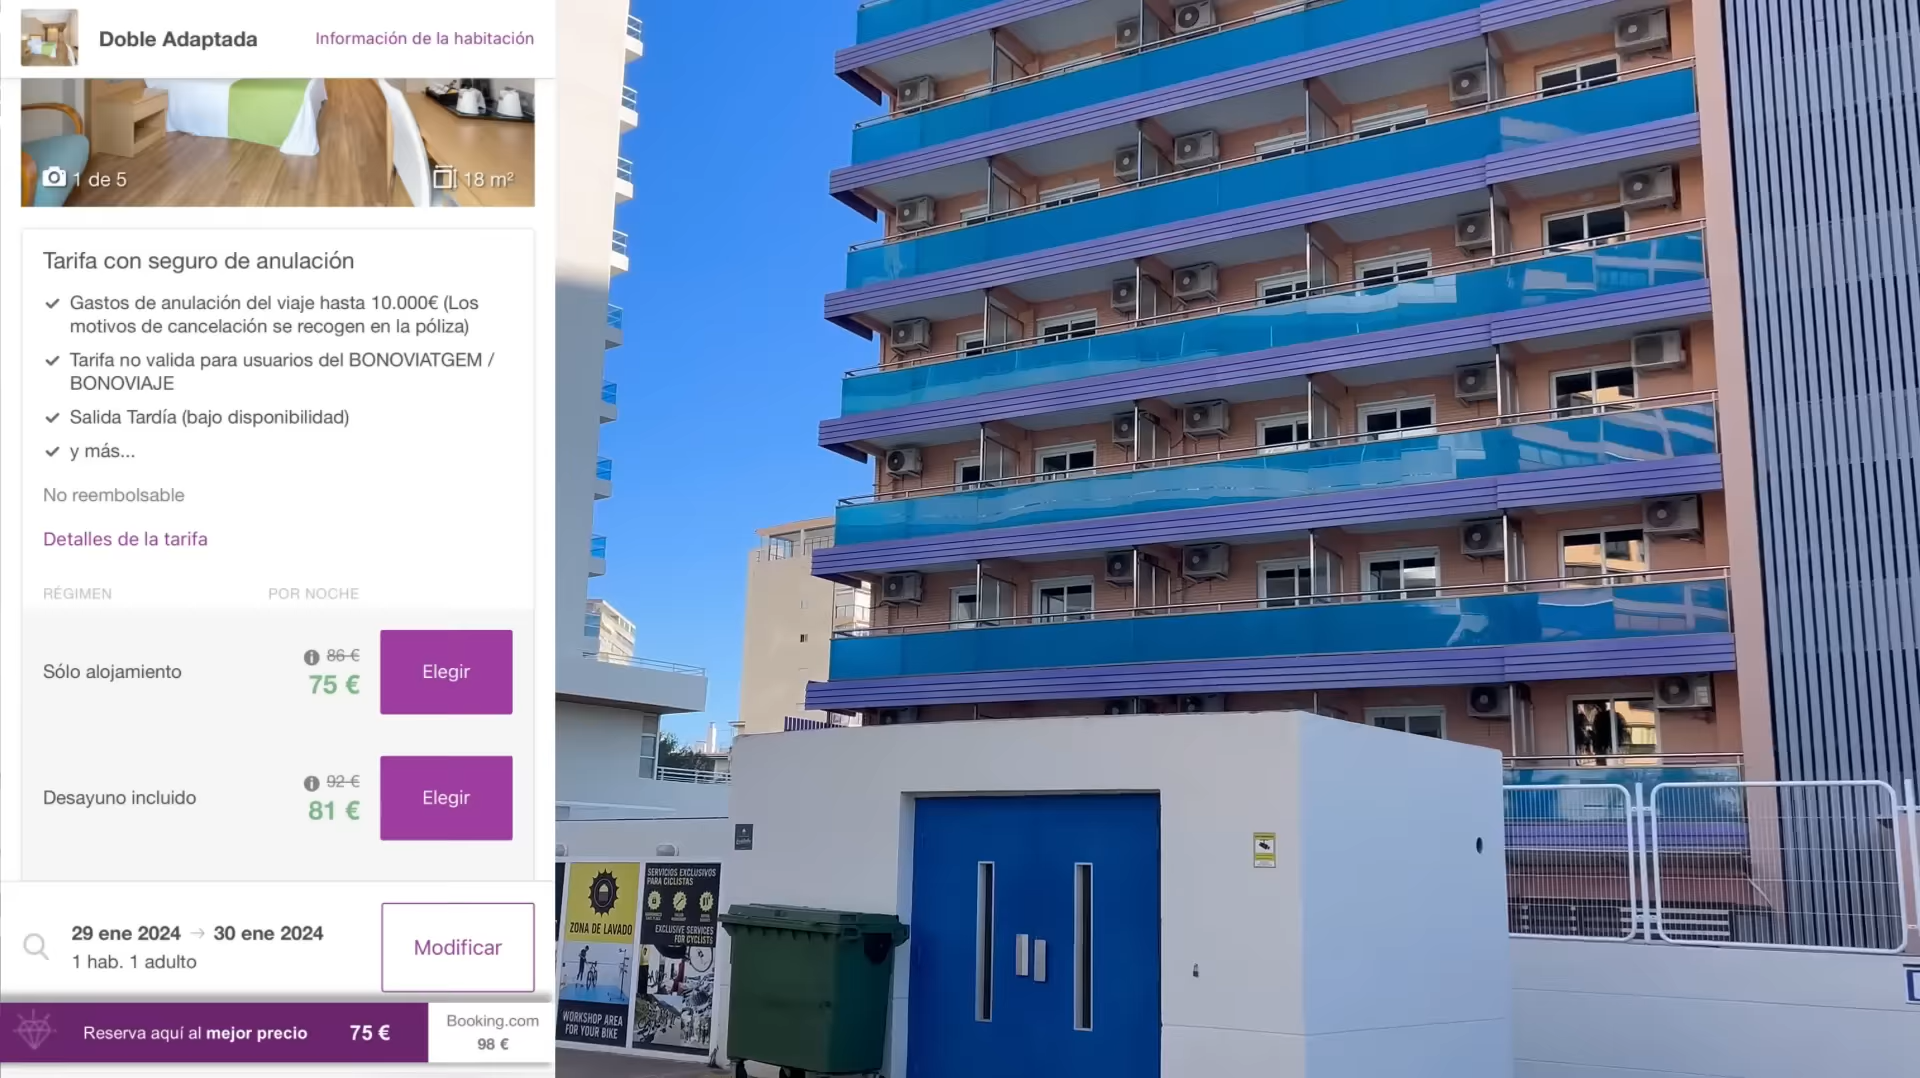 Doble Adaptada
Información de la habitación
1 de 5
18 m²
Tarifa con seguro de anulación
Gastos de anulación del viaje hasta 10.000€ (Los
motivos de cancelación se recogen en la póliza)
Tarifa no valida para usuarios del BONOVIATGEM /
BONOVIAJE
Salida Tardía (bajo disponibilidad)
y más...
No reembolsable
Detalles de la tarifa
RÉGIMEN
POR NOCHE
Sólo alojamiento
86 €
75 €
Elegir
Desayuno incluido
92 €
81 €
Elegir
29 ene 2024 → 30 ene 2024
1 hab. 1 adulto
Modificar
Reserva aquí al mejor precio
75 €
Booking.com
98 €
ZONA DE LAVADO
WORKSHOP AREA
FOR YOUR BIKE
SERVICIOS EXCLUSIVOS
PARA CICLISTAS
EXCLUSIVE SERVICES
FOR CYCLISTS